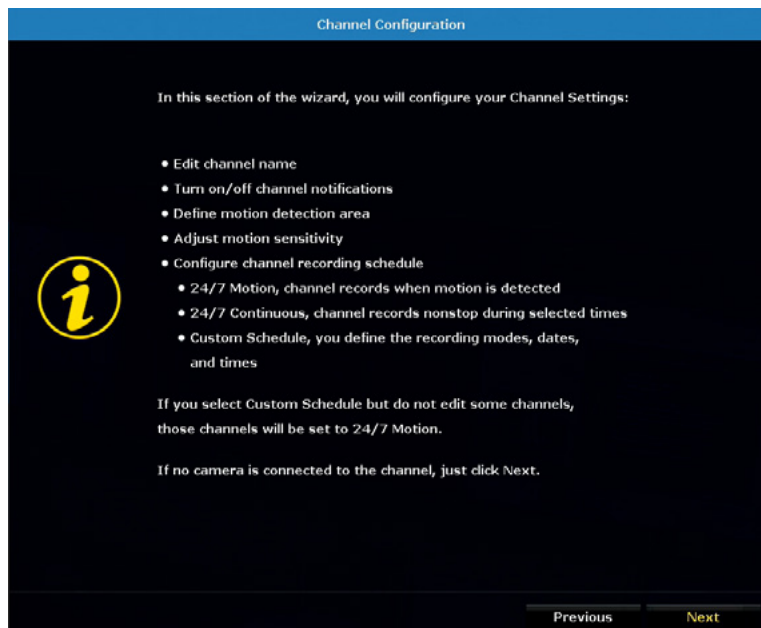 Channel Configuration
In this section of the wizard, you will configure your Channel Settings:
• Edit channel name
• Turn on/off channel notifications
• Define motion detection area
• Adjust motion sensitivity
• Configure channel recording schedule
• 24/7 Motion, channel records when motion is detected
• 24/7 Continuous, channel records nonstop during selected times
• Custom Schedule, you define the recording modes, dates,
and times
If you select Custom Schedule but do not edit some channels,
those channels will be set to 24/7 Motion.
If no camera is connected to the channel, just click Next.
Previous Next